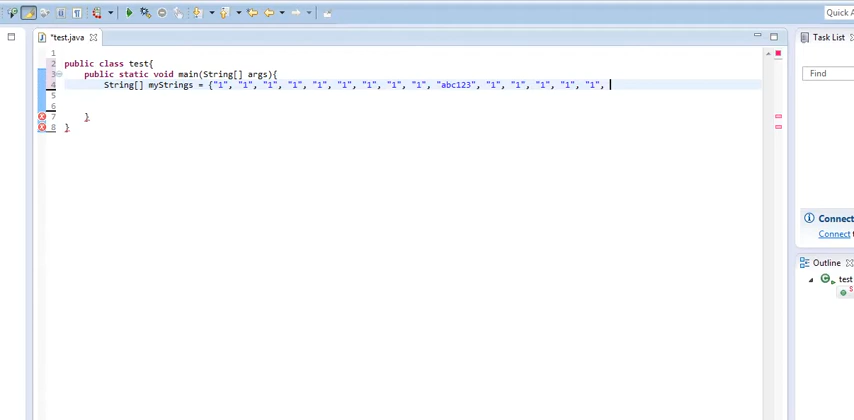 Quick A
*test.java
Task List
1
2 public class test{
3 public static void main(String[] args){
4 String[] myStrings = {"1", "1", "1", "1", "1", "1", "1", "1", "1", "abc123", "1", "1", "1", "1", "1",
5
6
7 }
8 }
Find
Connect
Connect
Outline
test
S